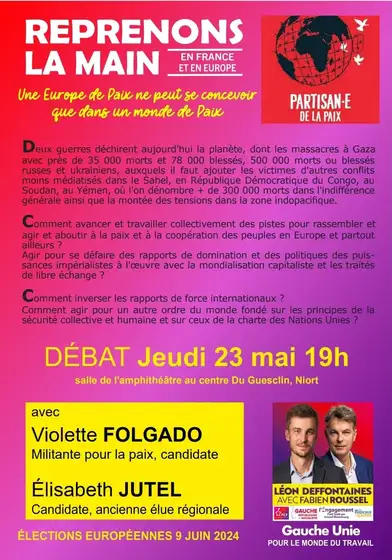 REPRENONS
LA MAIN
EN FRANCE
ET EN EUROPE
Une Europe de Paix ne peut se concevoir
que dans un monde de Paix
PARTISAN·E
DE LA PAIX
Deux guerres déchirent aujourd'hui la planète, dont les massacres à Gaza
avec près de 35 000 morts et 78 000 blessés, 500 000 morts ou blessés
russes et ukrainiens, auxquels il faut ajouter les victimes d'autres conflits
moins médiatisés dans le Sahel, en République Démocratique du Congo, au
Soudan, au Yémen, où l'on dénombre + de 300 000 morts dans l'indifférence
générale ainsi que la montée des tensions dans la zone indopacifique.
Comment avancer et travailler collectivement des pistes pour rassembler et
agir et aboutir à la paix et à la coopération des peuples en Europe et partout
ailleurs ?
Agir pour se défaire des rapports de domination et des politiques des puis-
sances impérialistes à l'œuvre avec la mondialisation capitaliste et les traités
de libre échange ?
Comment inverser les rapports de force internationaux ?
Comment agir pour un autre ordre du monde fondé sur les principes de la
sécurité collective et humaine et sur ceux de la charte des Nations Unies ?
DÉBAT Jeudi 23 mai 19h
salle de l'amphithéâtre au centre Du Guesclin, Niort
avec
Violette FOLGADO
Militante pour la paix, candidate
Élisabeth JUTEL
Candidate, ancienne élue régionale
ÉLECTIONS EUROPÉENNES 9 JUIN 2024
LÉON DEFFONTAINES
AVEC FABIEN ROUSSEL
GAUCHE
l'Engagement
Gauche Unie
POUR LE MONDE DU TRAVAIL